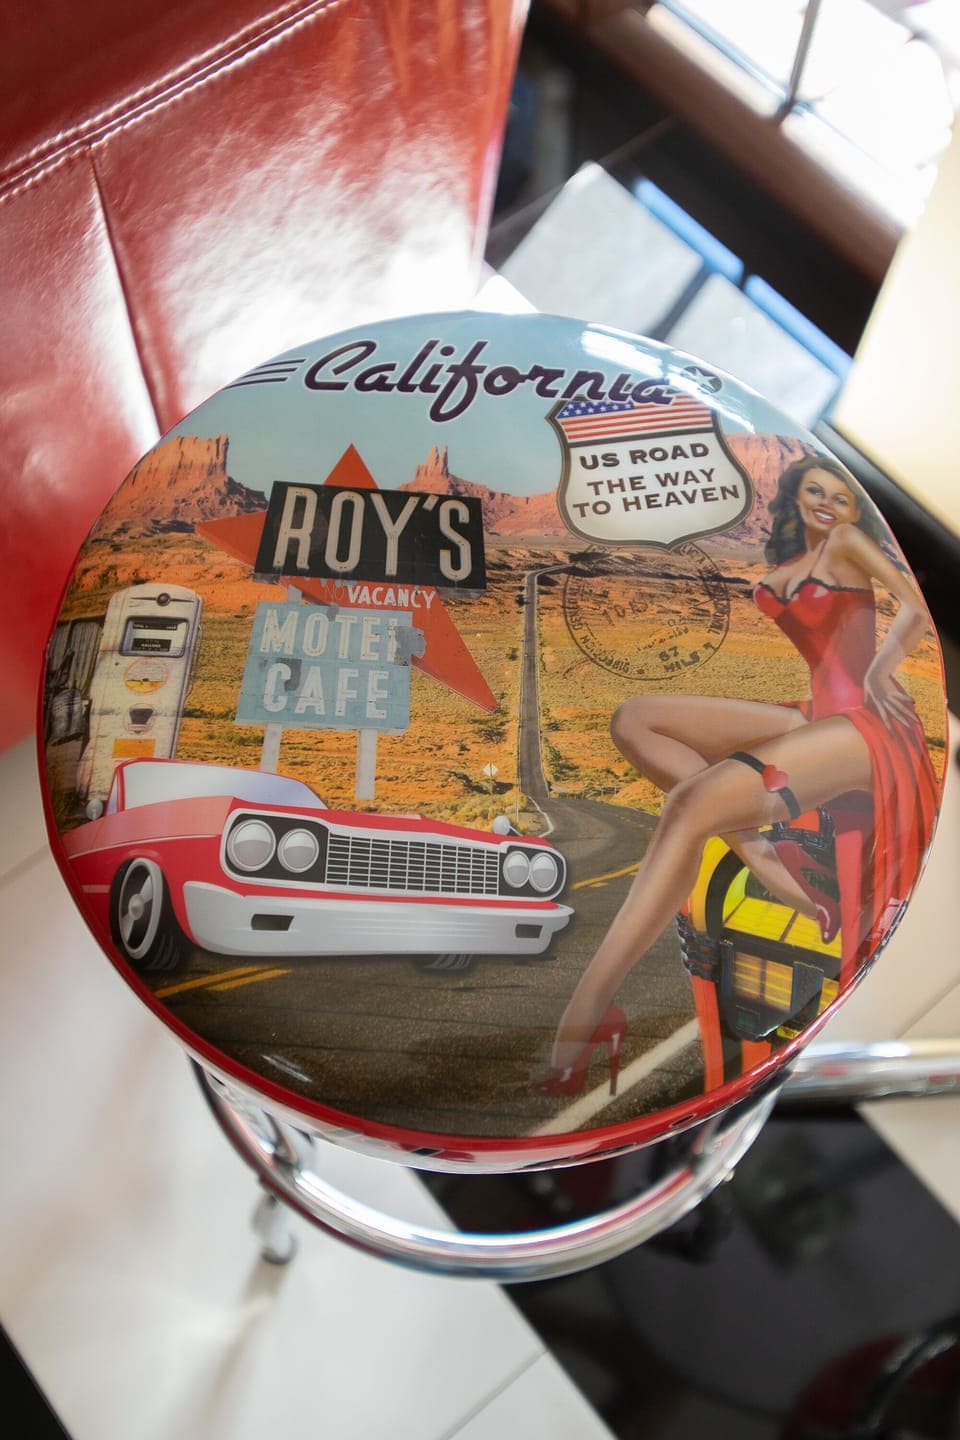 California
US ROAD
THE WAY
TO HEAVEN
ROY'S
VACANCY
MOTEL
CAFE